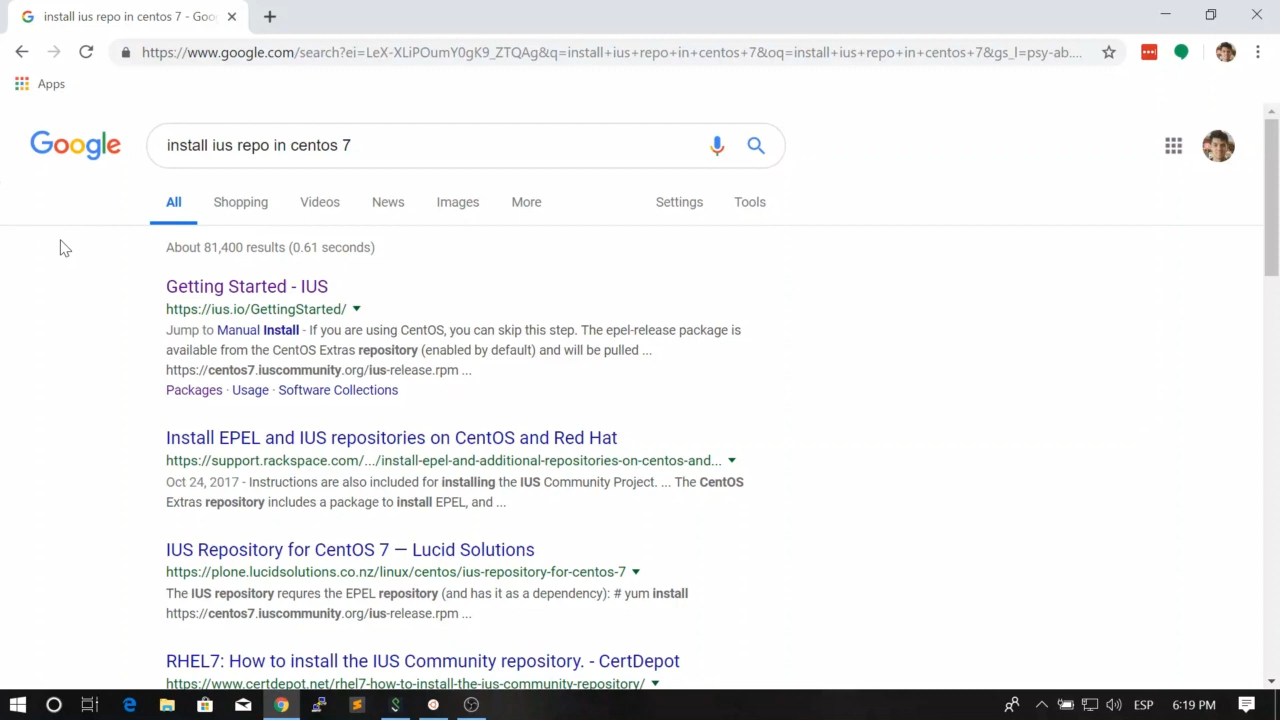 install ius repo in centos 7 - Goo
https://www.google.com/search?ei=LeX-XLiPOumY0gK9_ZTQAg&q=install+ius+repo+in+centos+7&oq=install+ius+repo+in+centos+7&gs_l=psy-ab....
Apps
Google
install ius repo in centos 7
All Shopping Videos News Images More Settings Tools
About 81,400 results (0.61 seconds)
Getting Started - IUS
https://ius.io/GettingStarted/
Jump to Manual Install - If you are using CentOS, you can skip this step. The epel-release package is
available from the CentOS Extras repository (enabled by default) and will be pulled ...
https://centos7.iuscommunity.org/ius-release.rpm ...
Packages · Usage · Software Collections
Install EPEL and IUS repositories on CentOS and Red Hat
https://support.rackspace.com/.../install-epel-and-additional-repositories-on-centos-and...
Oct 24, 2017 - Instructions are also included for installing the IUS Community Project. ... The CentOS
Extras repository includes a package to install EPEL, and ...
IUS Repository for CentOS 7 — Lucid Solutions
https://plone.lucidsolutions.co.nz/linux/centos/ius-repository-for-centos-7
The IUS repository requres the EPEL repository (and has it as a dependency): # yum install
https://centos7.iuscommunity.org/ius-release.rpm ...
RHEL7: How to install the IUS Community repository. - CertDepot
https://www.certdepot.net/rhel7-how-to-install-the-ius-community-repository/
ESP 6:19 PM